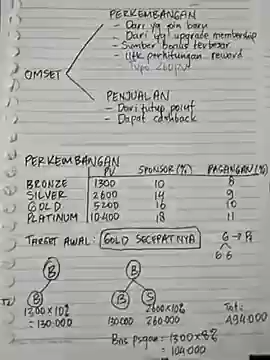 PERKEMBANGAN
- Dari yg join baru
- Dari yg upgrade membership
- Sumber bonus terbesar
- Utk perhitungan reward
OMSET
PENJUALAN
- Dari tutup point
- Dapat cashback
PERKEMBANGAN
PV SPONSOR (%) PASANGAN (%)
BRONZE 1300 10 8
SILVER 2600 14 9
GOLD 5200 16 10
PLATINUM 10.400 18 11
TARGET AWAL: GOLD SECEPATNYA G → P
G G
B B
B B S
1300 x 10% 2600 x 10% Tot:
= 130.000 130000 260.000 494.000
Bns psgan = 1300 x 8%
= 104.000